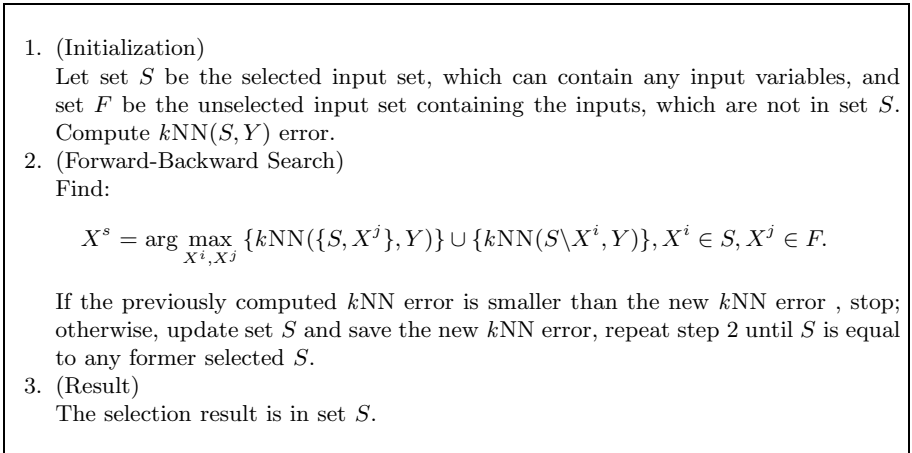 1. (Initialization)
Let set S be the selected input set, which can contain any input variables, and
set F be the unselected input set containing the inputs, which are not in set S.
Compute kNN(S, Y) error.
2. (Forward-Backward Search)
Find:
X^s = arg max_{X^i,X^j} {kNN({S, X^j}, Y)} ∪ {kNN(S\X^i, Y)}, X^i ∈ S, X^j ∈ F.
If the previously computed kNN error is smaller than the new kNN error , stop;
otherwise, update set S and save the new kNN error, repeat step 2 until S is equal
to any former selected S.
3. (Result)
The selection result is in set S.